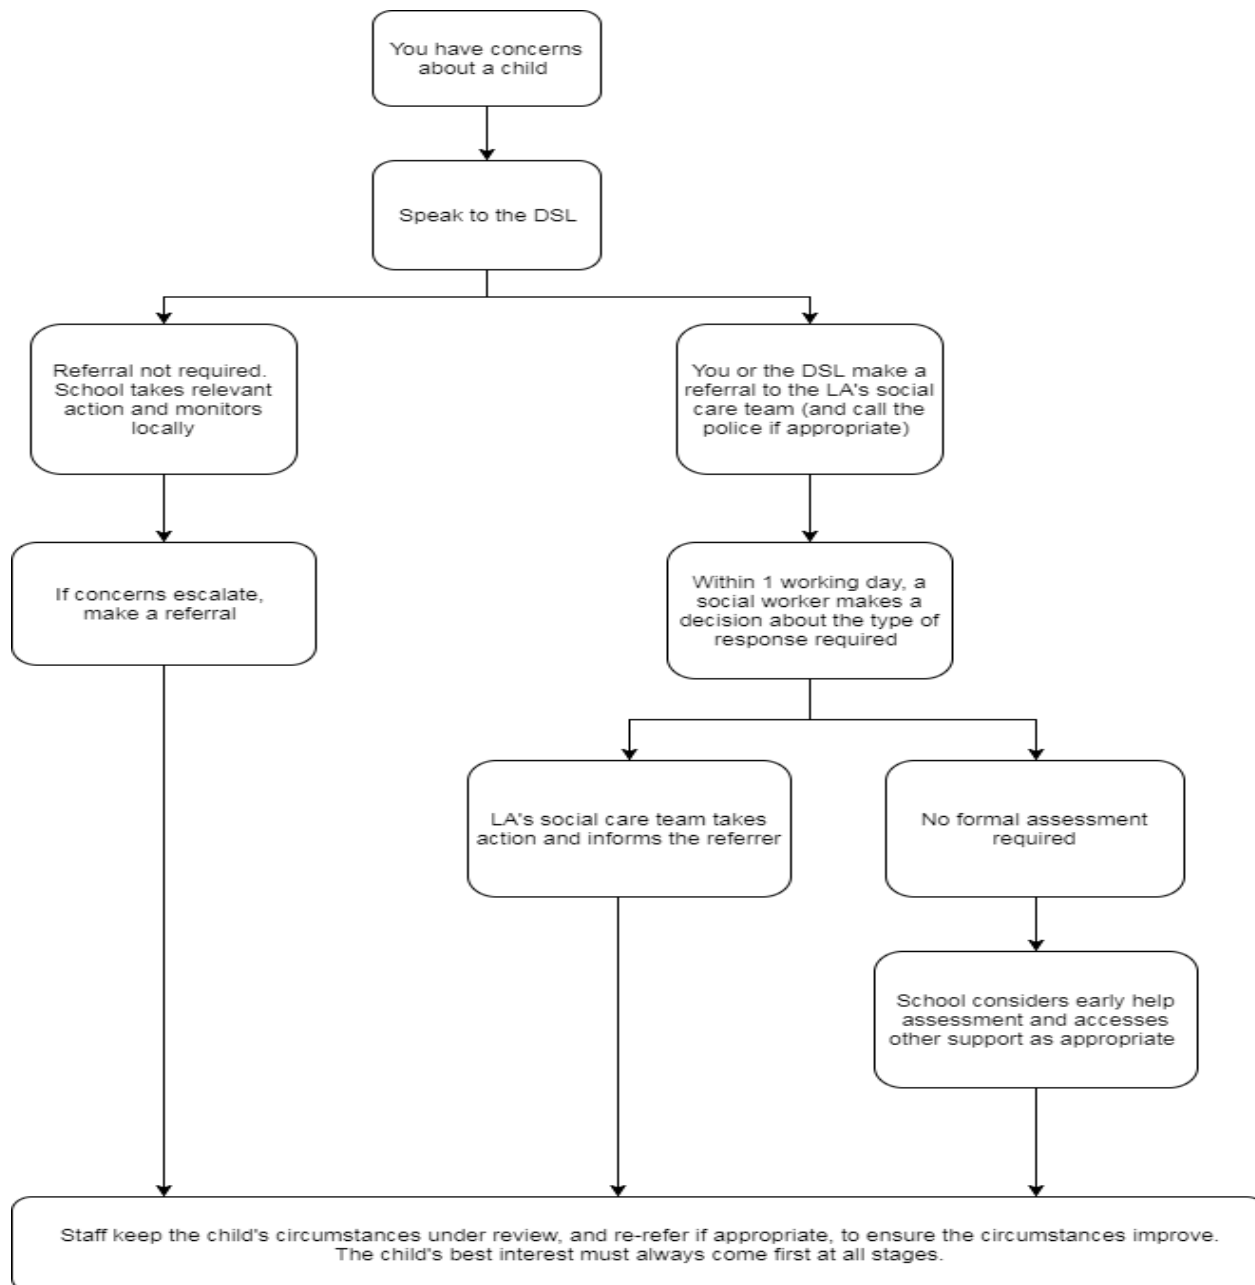 You have concerns
about a child
Speak to the DSL
Referral not required.
School takes relevant
action and monitors
locally
You or the DSL make a
referral to the LA's social
care team (and call the
police if appropriate)
If concerns escalate,
make a referral
Within 1 working day, a
social worker makes a
decision about the type of
response required
LA's social care team takes
action and informs the referrer
No formal assessment
required
School considers early help
assessment and accesses
other support as appropriate
Staff keep the child's circumstances under review, and re-refer if appropriate, to ensure the circumstances improve.
The child's best interest must always come first at all stages.